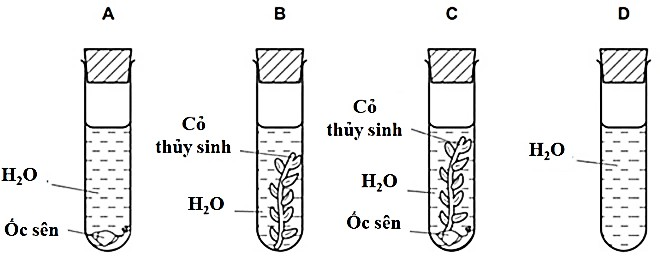 A
B
C
D
H₂O
Ốc sên
Cỏ
thủy sinh
H₂O
Cỏ
thủy sinh
H₂O
Ốc sên
H₂O